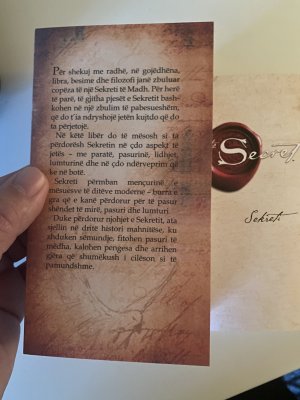 Për shekuj me radhë, në gojëdhëna,
libra, besime dhe filozofi janë zbuluar
copëza të një Sekreti të Madh. Për herë
të parë, të gjitha pjesët e Sekretit bash-
kohen në një zbulim të pabesueshëm,
që do t'ia ndryshojë jetën kujtdo që do
ta përjetojë.
Në këtë libër do të mësosh si ta
përdorësh Sekretin në çdo aspekt të
jetës – me paratë, pasurinë, lidhjet,
lumturinë dhe në çdo ndërveprim që
ke në botë.
Sekreti përmban mençurinë e
mësuesve të ditëve moderne – burra e
gra që e kanë përdorur për të pasur
shëndet të mirë, pasuri dhe lumturi.
Duke përdorur njohjet e Sekretit, ata
sjellin në dritë histori mahnitëse, ku
zhduken sëmundje, fitohen pasuri të
mëdha, kalohen pengesa dhe arrihen
gjëra që shumëkush i cilëson si të
pamundshme.
Secret
Sekreti